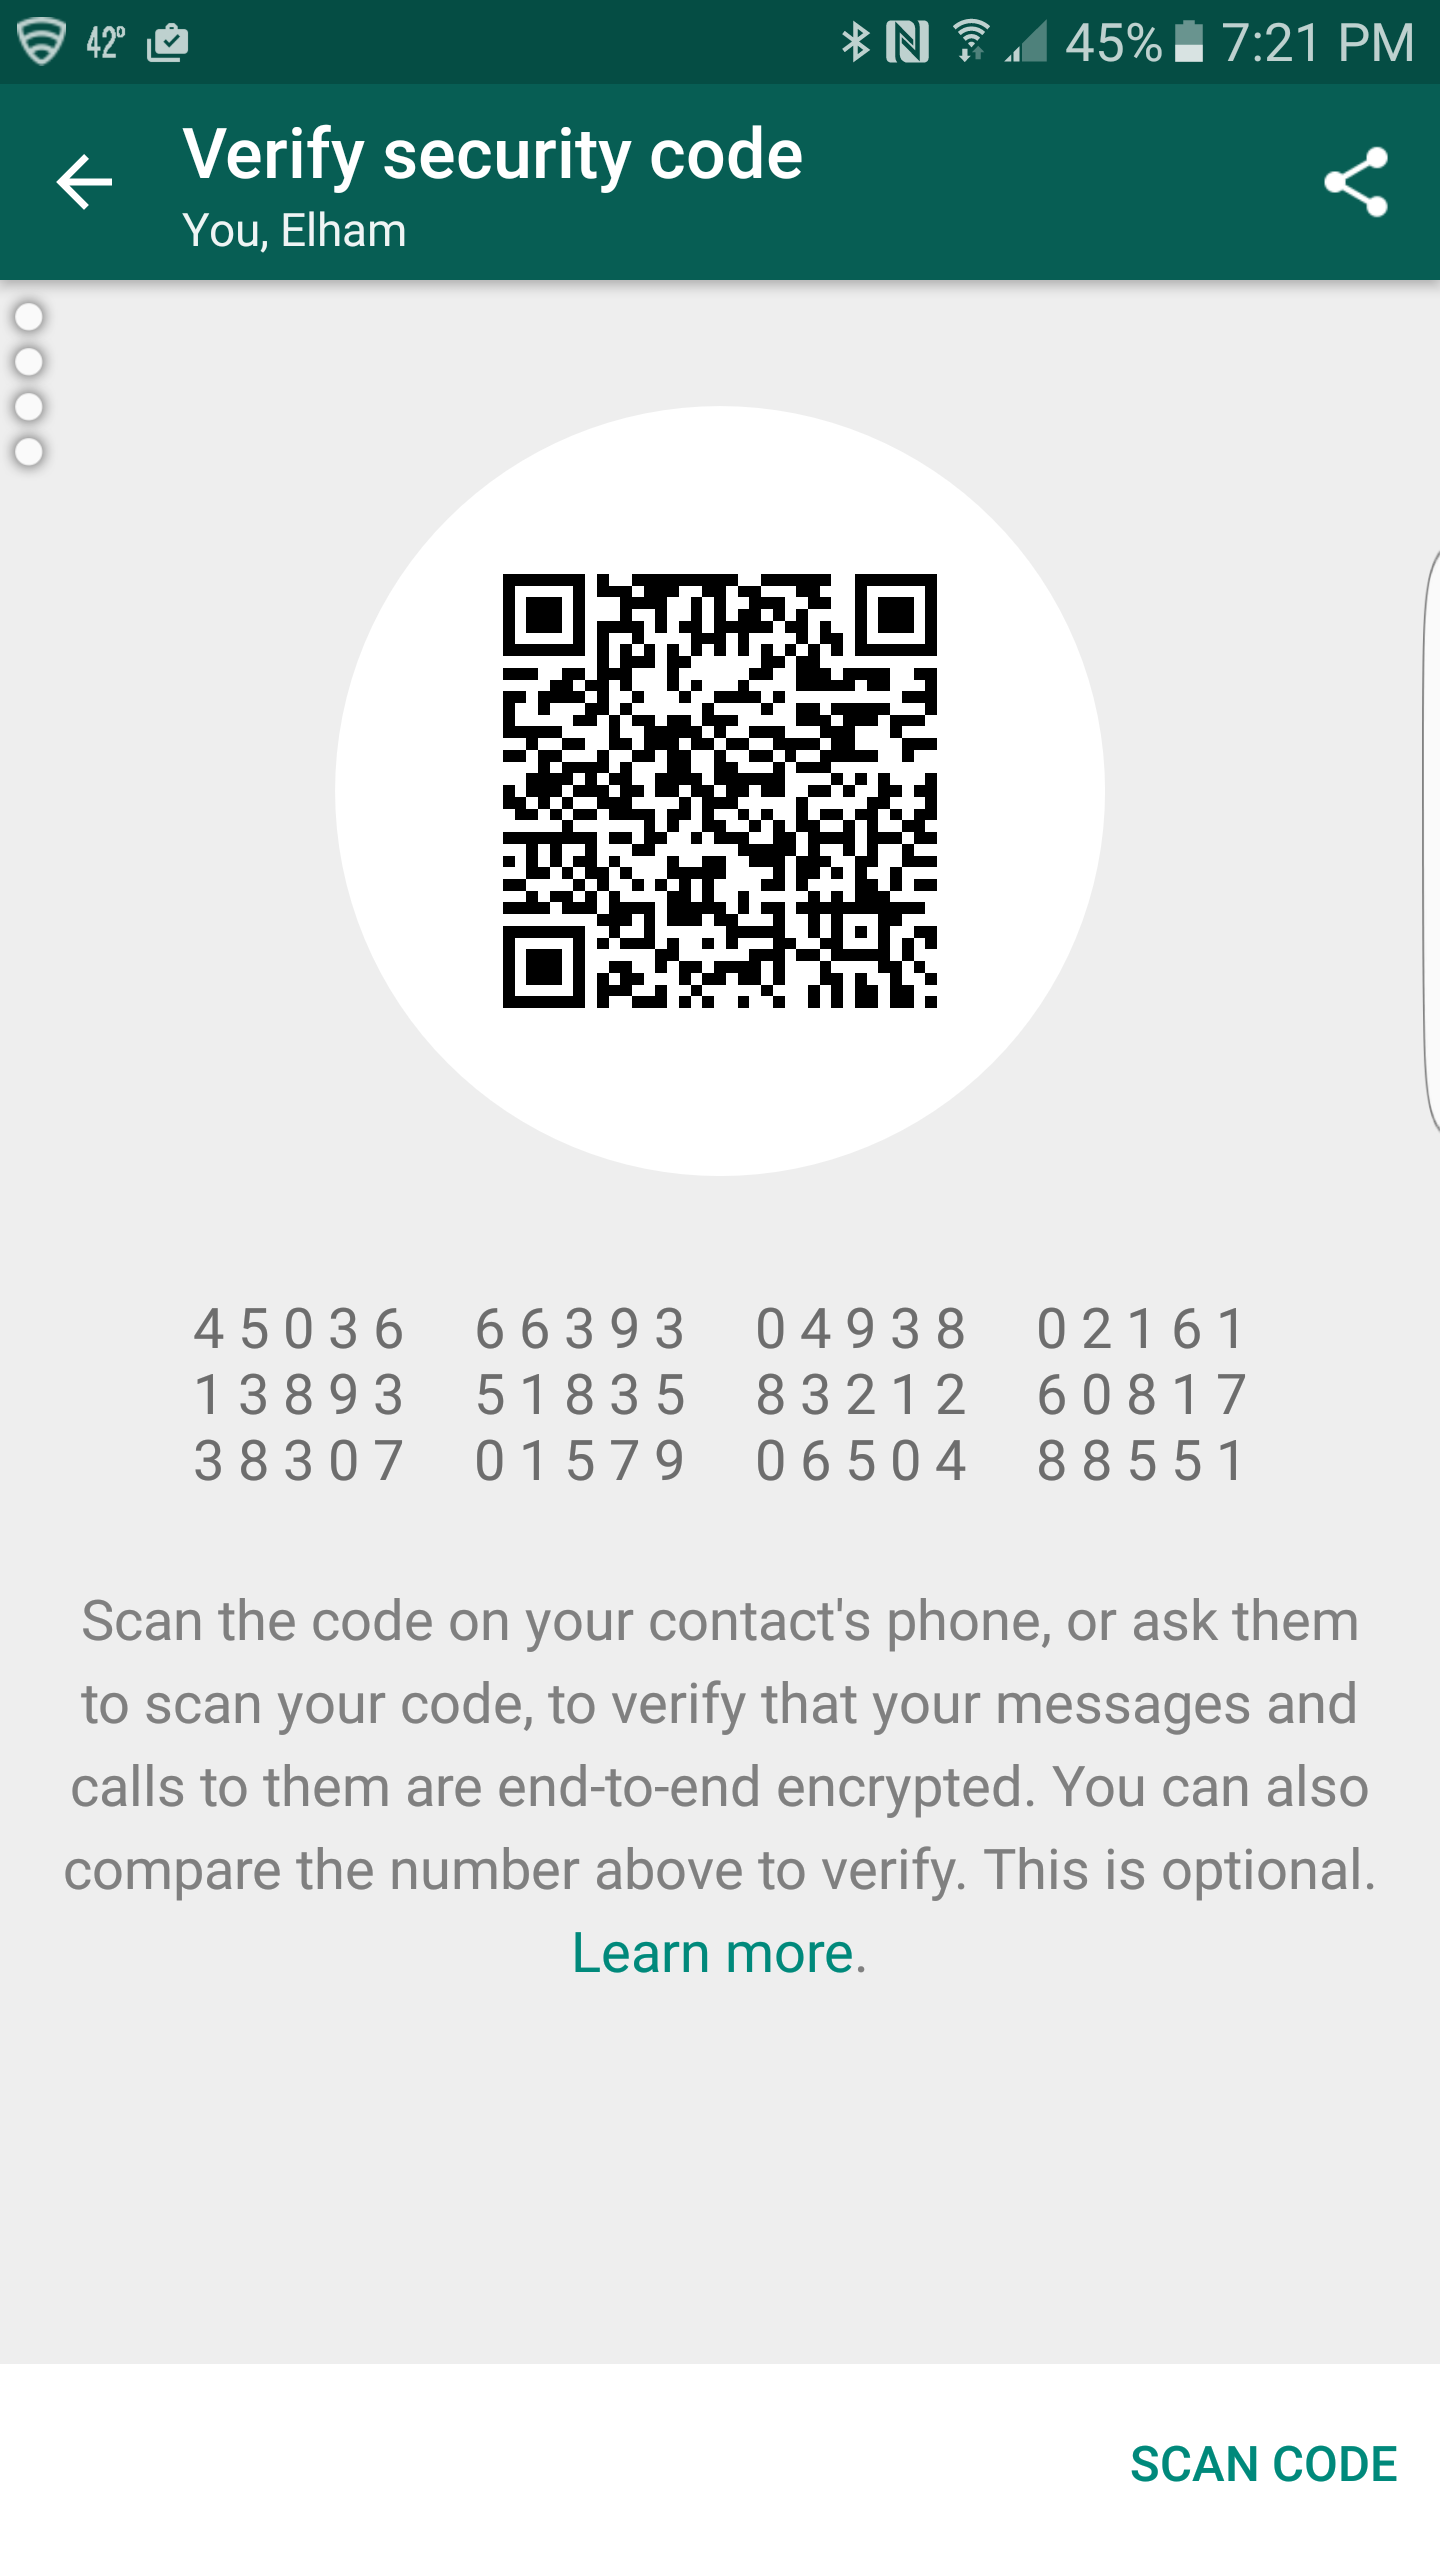 42° 45% 7:21 PM
Verify security code
You, Elham
45036 66393 04938 02161
13893 51835 83212 60817
38307 01579 06504 88551
Scan the code on your contact's phone, or ask them
to scan your code, to verify that your messages and
calls to them are end-to-end encrypted. You can also
compare the number above to verify. This is optional.
Learn more.
SCAN CODE